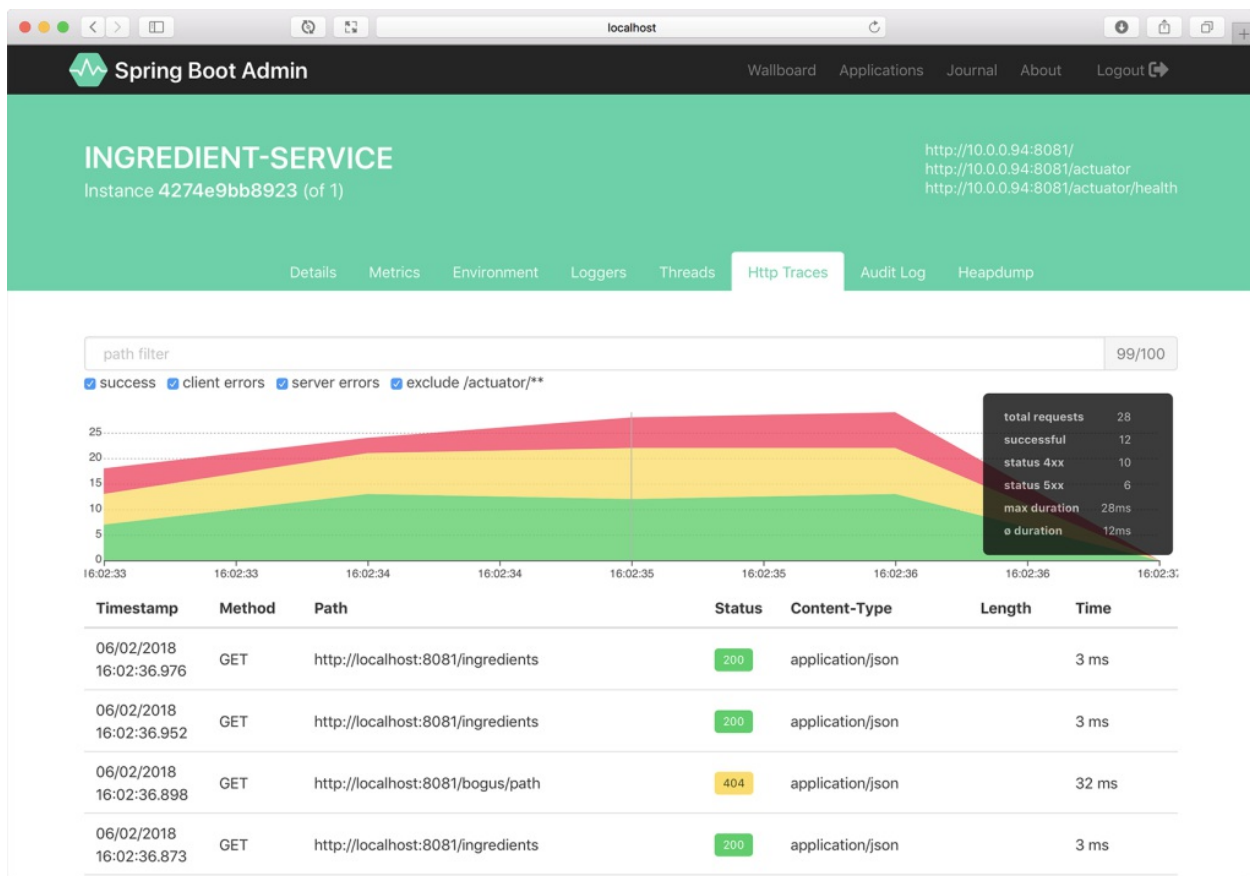 localhost
Spring Boot Admin
Wallboard Applications Journal About Logout
INGREDIENT-SERVICE
Instance 4274e9bb8923 (of 1)
http://10.0.0.94:8081/
http://10.0.0.94:8081/actuator
http://10.0.0.94:8081/actuator/health
Details Metrics Environment Loggers Threads Http Traces Audit Log Heapdump
path filter 99/100
success client errors server errors exclude /actuator/**
total requests 28
successful 12
status 4xx 10
status 5xx 6
max duration 28ms
ø duration 12ms
25
20
15
10
5
0
16:02:33 16:02:33 16:02:34 16:02:34 16:02:35 16:02:35 16:02:36 16:02:36 16:02:37
Timestamp Method Path Status Content-Type Length Time
06/02/2018
16:02:36.976 GET http://localhost:8081/ingredients 200 application/json 3 ms
06/02/2018
16:02:36.952 GET http://localhost:8081/ingredients 200 application/json 3 ms
06/02/2018
16:02:36.898 GET http://localhost:8081/bogus/path 404 application/json 32 ms
06/02/2018
16:02:36.873 GET http://localhost:8081/ingredients 200 application/json 3 ms